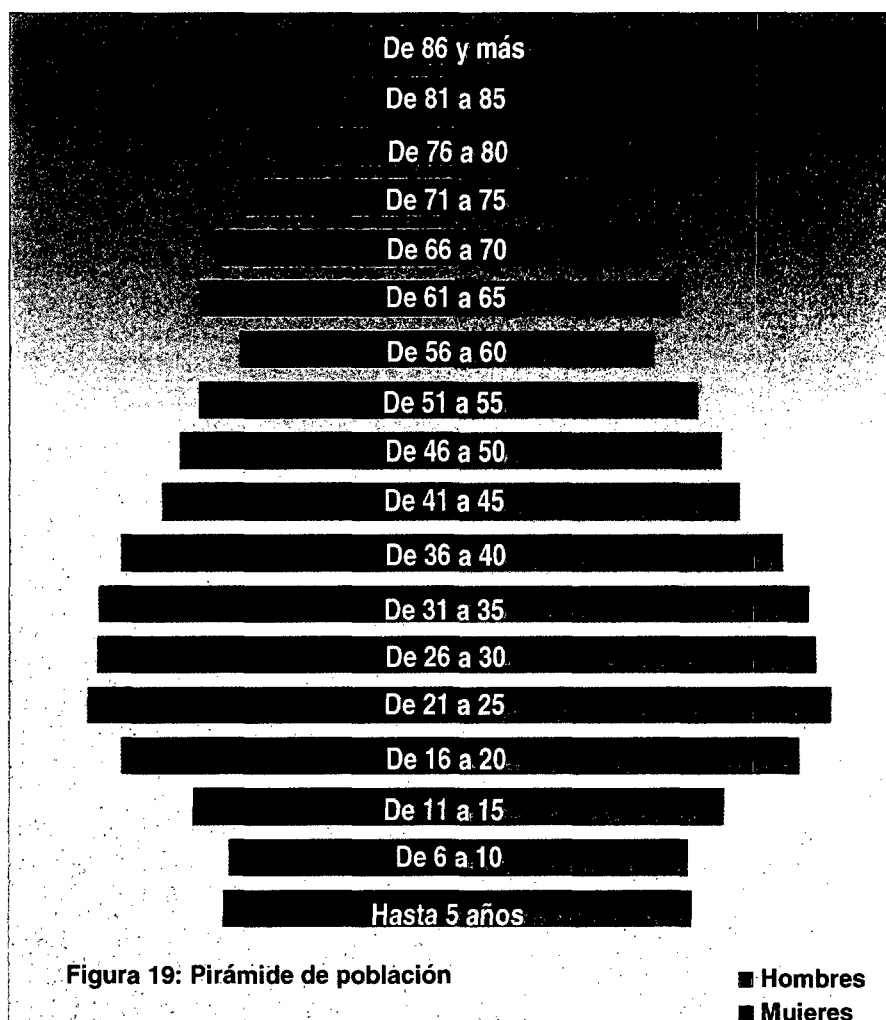 De 86 y más
De 81 a 85
De 76 a 80
De 71 a 75
De 66 a 70
De 61 a 65
De 56 a 60
De 51 a 55
De 46 a 50
De 41 a 45
De 36 a 40
De 31 a 35
De 26 a 30
De 21 a 25
De 16 a 20
De 11 a 15
De 6 a 10
Hasta 5 años
Figura 19: Pirámide de población
Hombres
Mujeres